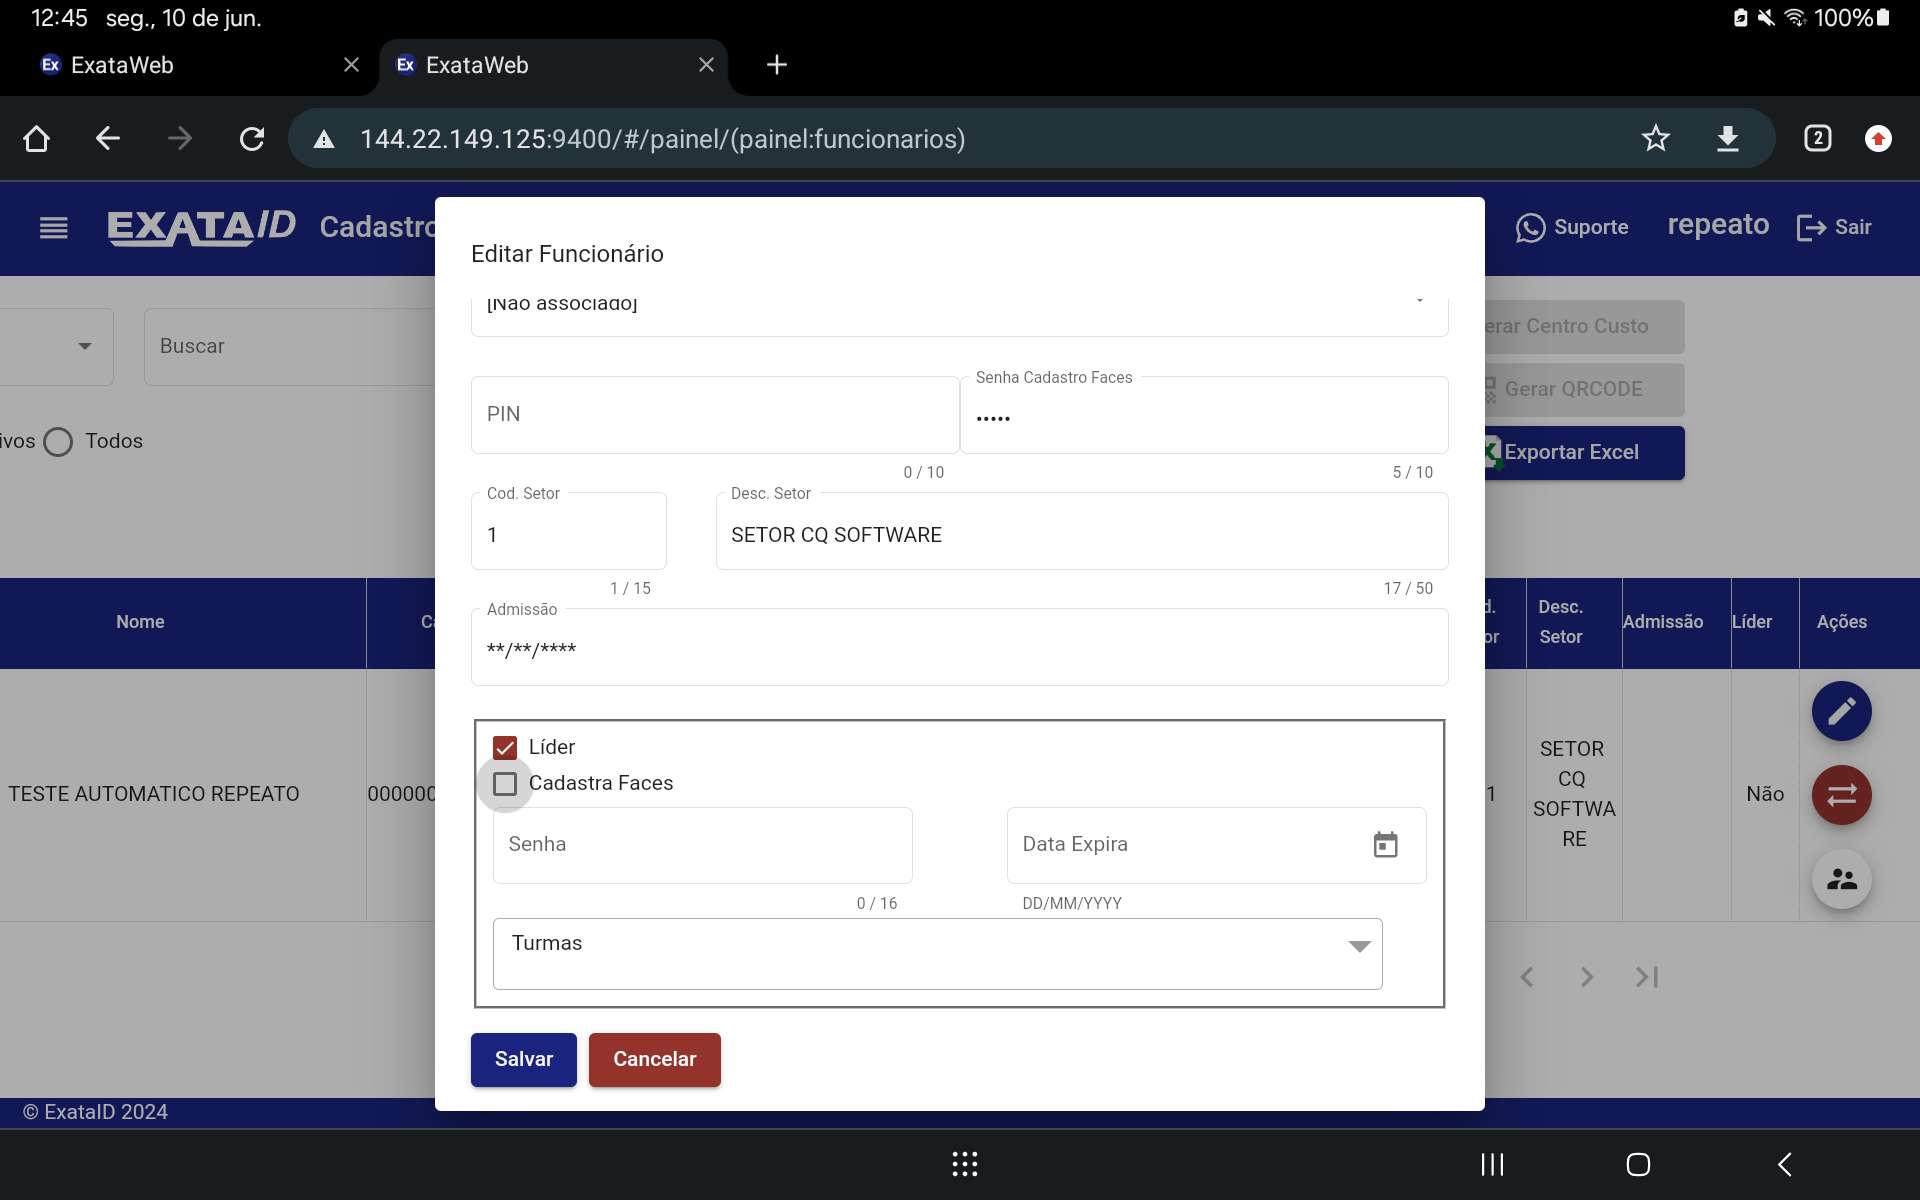 12:45 seg., 10 de jun.
100%
Ex ExataWeb
Ex ExataWeb
144.22.149.125:9400/#/painel/(painel:funcionarios)
2
EXATAID Cadastro
Suporte repeato Sair
Editar Funcionário
[Não associado]
Buscar
erar Centro Custo
Gerar QRCODE
Exportar Excel
ivos Todos
PIN
0 / 10
Senha Cadastro Faces
•••••
5 / 10
Cod. Setor
1
1 / 15
Desc. Setor
SETOR CQ SOFTWARE
17 / 50
Admissão
**/**/****
Nome
Ca
d.
or
Desc.
Setor
Admissão
Líder
Ações
TESTE AUTOMATICO REPEATO
000000
1
SETOR
CQ
SOFTWA
RE
Não
Líder
Cadastra Faces
Senha
0 / 16
Data Expira
DD/MM/YYYY
Turmas
Salvar
Cancelar
© ExataID 2024